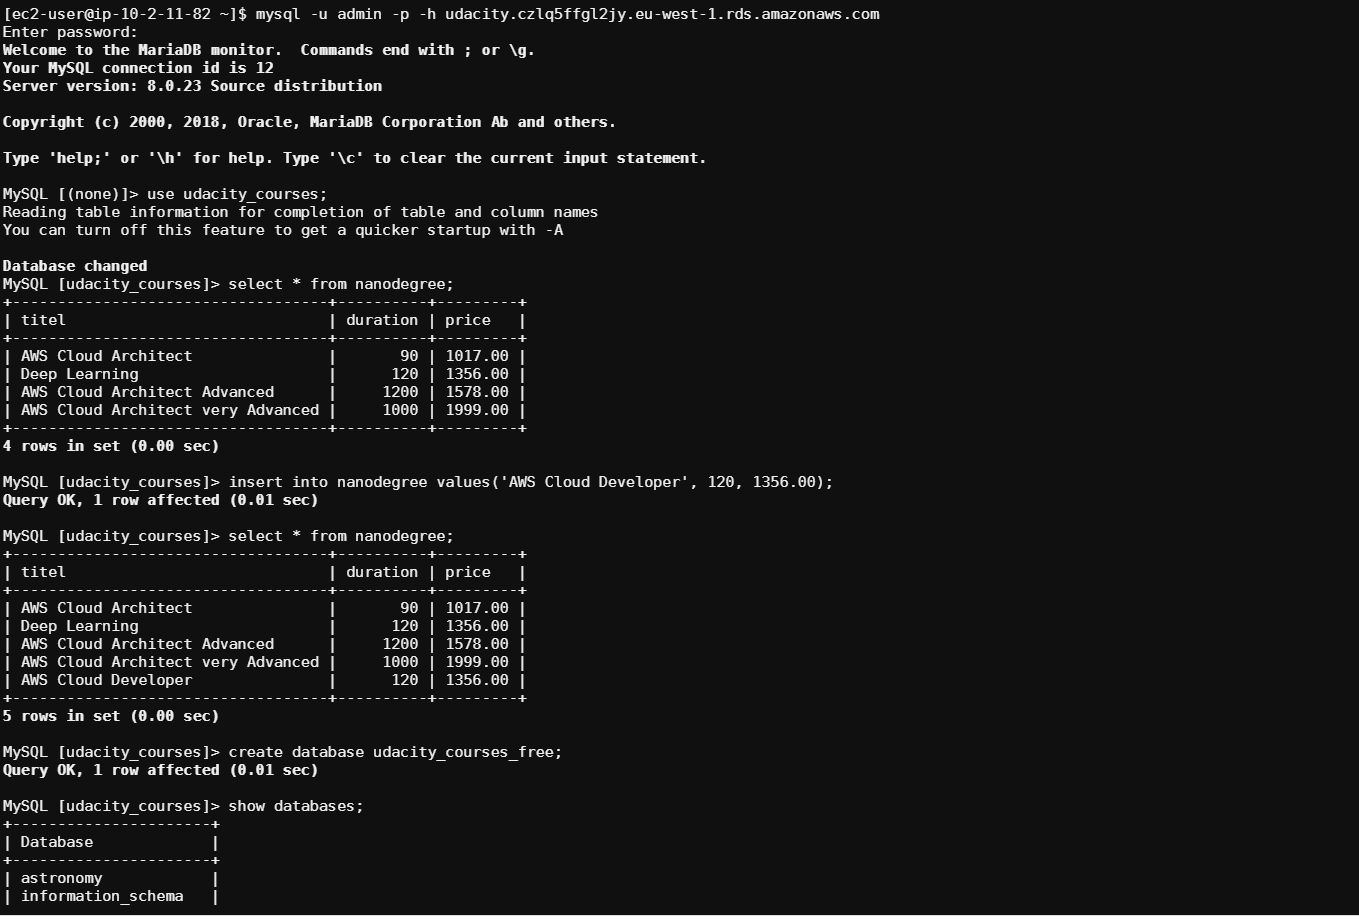 [ec2-user@ip-10-2-11-82 ~]$ mysql -u admin -p -h udacity.czlq5ffgl2jy.eu-west-1.rds.amazonaws.com
Enter password:
Welcome to the MariaDB monitor.  Commands end with ; or \g.
Your MySQL connection id is 12
Server version: 8.0.23 Source distribution

Copyright (c) 2000, 2018, Oracle, MariaDB Corporation Ab and others.

Type 'help;' or '\h' for help. Type '\c' to clear the current input statement.

MySQL [(none)]> use udacity_courses;
Reading table information for completion of table and column names
You can turn off this feature to get a quicker startup with -A

Database changed
MySQL [udacity_courses]> select * from nanodegree;
+-----------------------------------+----------+---------+
| titel                             | duration | price   |
+-----------------------------------+----------+---------+
| AWS Cloud Architect               |       90 | 1017.00 |
| Deep Learning                     |      120 | 1356.00 |
| AWS Cloud Architect Advanced      |     1200 | 1578.00 |
| AWS Cloud Architect very Advanced |     1000 | 1999.00 |
+-----------------------------------+----------+---------+
4 rows in set (0.00 sec)

MySQL [udacity_courses]> insert into nanodegree values('AWS Cloud Developer', 120, 1356.00);
Query OK, 1 row affected (0.01 sec)

MySQL [udacity_courses]> select * from nanodegree;
+-----------------------------------+----------+---------+
| titel                             | duration | price   |
+-----------------------------------+----------+---------+
| AWS Cloud Architect               |       90 | 1017.00 |
| Deep Learning                     |      120 | 1356.00 |
| AWS Cloud Architect Advanced      |     1200 | 1578.00 |
| AWS Cloud Architect very Advanced |     1000 | 1999.00 |
| AWS Cloud Developer               |      120 | 1356.00 |
+-----------------------------------+----------+---------+
5 rows in set (0.00 sec)

MySQL [udacity_courses]> create database udacity_courses_free;
Query OK, 1 row affected (0.01 sec)

MySQL [udacity_courses]> show databases;
+----------------------+
| Database             |
+----------------------+
| astronomy            |
| information_schema   |